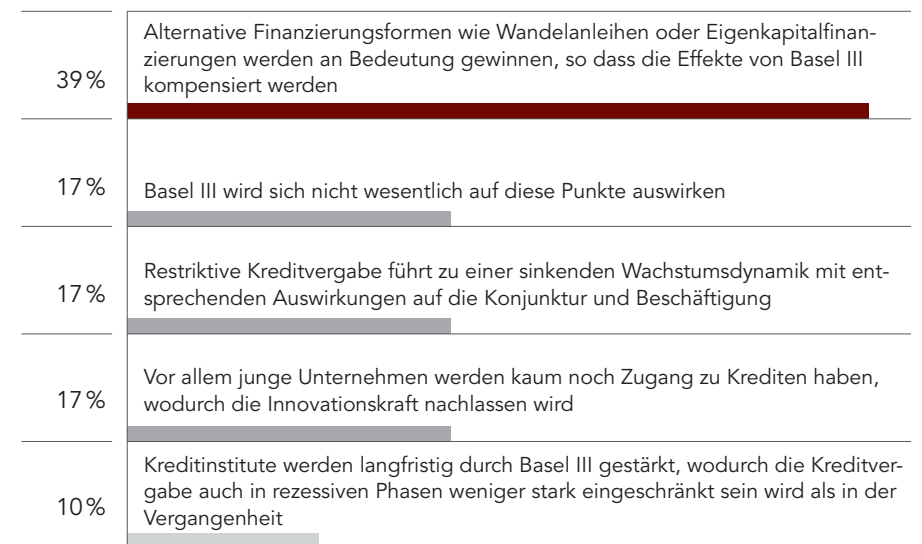 39 %
Alternative Finanzierungsformen wie Wandelanleihen oder Eigenkapitalfinan-
zierungen werden an Bedeutung gewinnen, so dass die Effekte von Basel III
kompensiert werden
17 %
Basel III wird sich nicht wesentlich auf diese Punkte auswirken
17 %
Restriktive Kreditvergabe führt zu einer sinkenden Wachstumsdynamik mit ent-
sprechenden Auswirkungen auf die Konjunktur und Beschäftigung
17 %
Vor allem junge Unternehmen werden kaum noch Zugang zu Krediten haben,
wodurch die Innovationskraft nachlassen wird
10 %
Kreditinstitute werden langfristig durch Basel III gestärkt, wodurch die Kreditver-
gabe auch in rezessiven Phasen weniger stark eingeschränkt sein wird als in der
Vergangenheit